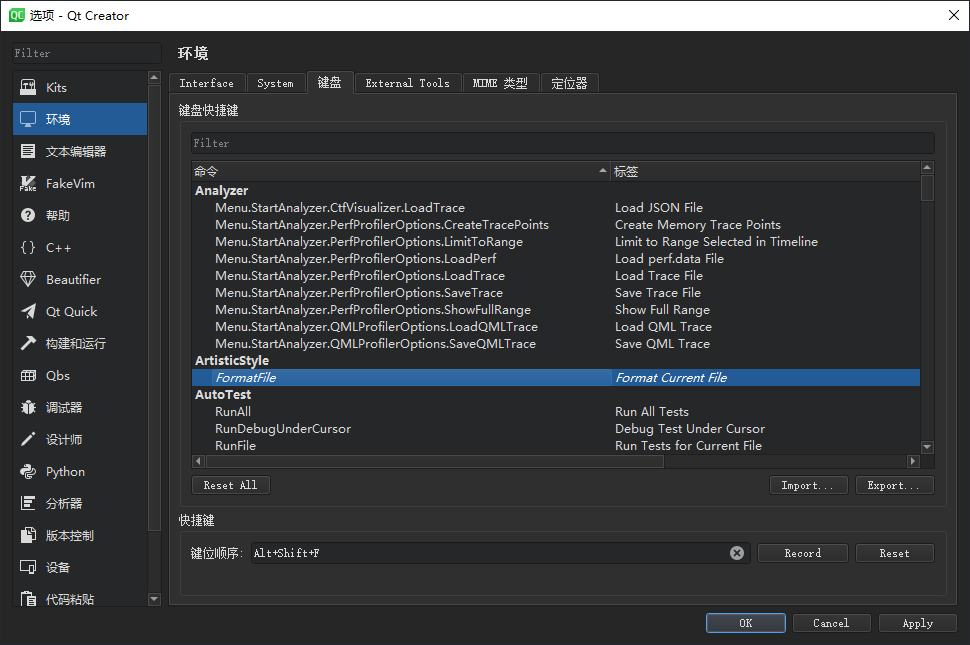 选项 - Qt Creator
Filter
Kits
环境
文本编辑器
FakeVim
帮助
C++
Beautifier
Qt Quick
构建和运行
Qbs
调试器
设计师
Python
分析器
版本控制
设备
代码粘贴
环境
Interface System 键盘 External Tools MIME 类型 定位器
键盘快捷键
Filter
命令 标签
Analyzer
Menu.StartAnalyzer.CtfVisualizer.LoadTrace Load JSON File
Menu.StartAnalyzer.PerfProfilerOptions.CreateTracePoints Create Memory Trace Points
Menu.StartAnalyzer.PerfProfilerOptions.LimitToRange Limit to Range Selected in Timeline
Menu.StartAnalyzer.PerfProfilerOptions.LoadPerf Load perf.data File
Menu.StartAnalyzer.PerfProfilerOptions.LoadTrace Load Trace File
Menu.StartAnalyzer.PerfProfilerOptions.SaveTrace Save Trace File
Menu.StartAnalyzer.PerfProfilerOptions.ShowFullRange Show Full Range
Menu.StartAnalyzer.QMLProfilerOptions.LoadQMLTrace Load QML Trace
Menu.StartAnalyzer.QMLProfilerOptions.SaveQMLTrace Save QML Trace
ArtisticStyle
FormatFile Format Current File
AutoTest
RunAll Run All Tests
RunDebugUnderCursor Debug Test Under Cursor
RunFile Run Tests for Current File
Reset All Import... Export...
快捷键
键位顺序: Alt+Shift+F Record Reset
OK Cancel Apply